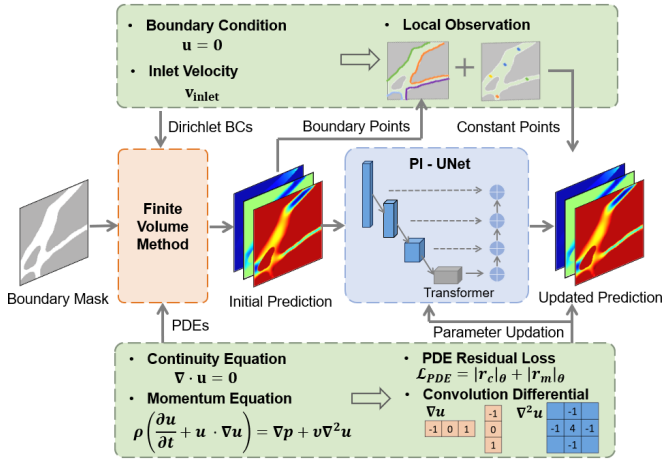 • Boundary Condition
u = 0
• Inlet Velocity
v_inlet
• Local Observation
+
Dirichlet BCs
Boundary Points
Constant Points
PI - UNet
Finite
Volume
Method
Transformer
Boundary Mask
Initial Prediction
Updated Prediction
PDEs
Parameter Updation
• Continuity Equation
∇ · u = 0
• Momentum Equation
ρ(∂u/∂t + u · ∇u) = ∇p + υ∇²u
• PDE Residual Loss
ℒ_PDE = |r_c|_θ + |r_m|_θ
• Convolution Differential
∇u
∇²u
-1 0 1
-1
0
1
-1
-1 4 -1
-1